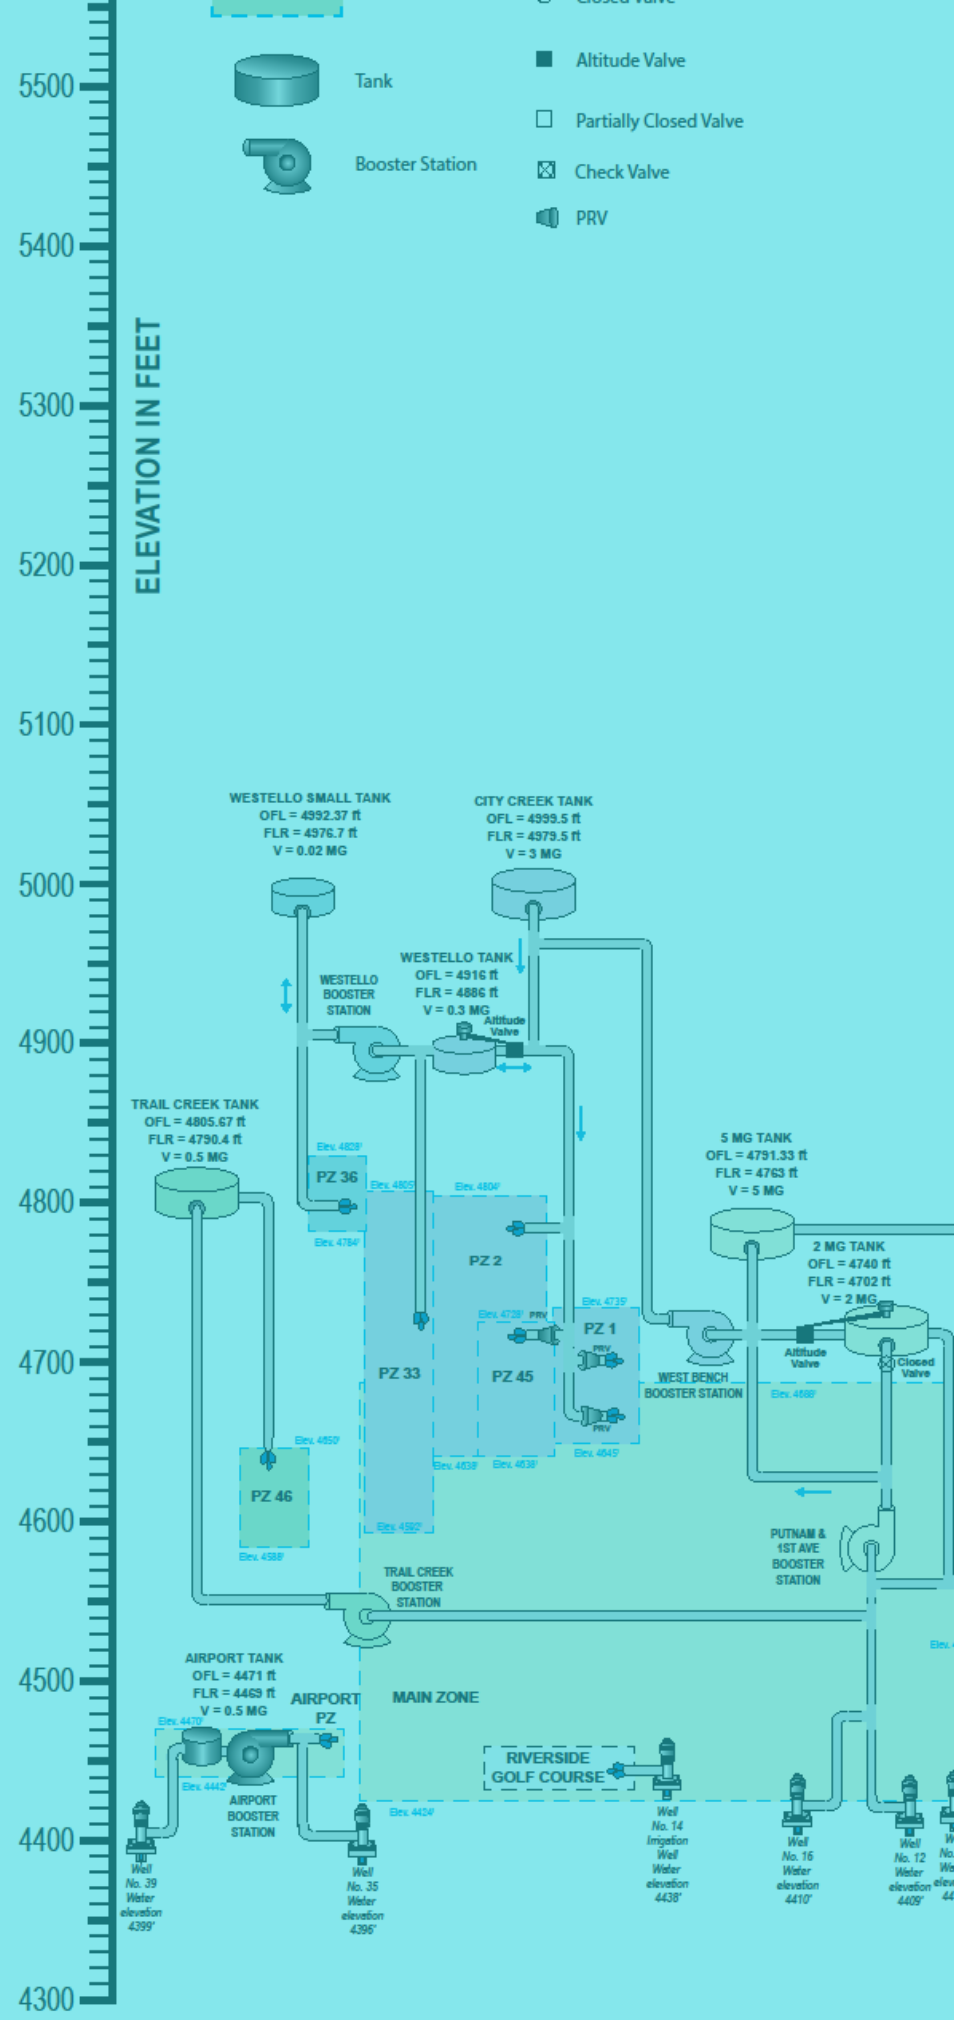 Closed Valve
5500
Tank
Altitude Valve
Partially Closed Valve
Booster Station
Check Valve
PRV
5400
ELEVATION IN FEET
5300
5200
5100
WESTELLO SMALL TANK
OFL = 4992.37 ft
FLR = 4976.7 ft
V = 0.02 MG
CITY CREEK TANK
OFL = 4999.5 ft
FLR = 4979.5 ft
V = 3 MG
5000
WESTELLO
BOOSTER
STATION
WESTELLO TANK
OFL = 4916 ft
FLR = 4886 ft
V = 0.3 MG
Altitude
Valve
4900
TRAIL CREEK TANK
OFL = 4805.67 ft
FLR = 4790.4 ft
V = 0.5 MG
5 MG TANK
OFL = 4791.33 ft
FLR = 4763 ft
V = 5 MG
Elev. 4828'
PZ 36
Elev. 4805'
Elev. 4804'
4800
Elev. 4784'
PZ 2
2 MG TANK
OFL = 4740 ft
FLR = 4702 ft
V = 2 MG
Elev. 4735'
Elev. 4728'
PRV
PZ 1
PRV
4700
Altitude
Valve
Closed
Valve
PZ 33
PZ 45
WEST BENCH
BOOSTER STATION
Elev. 4688'
PRV
Elev. 4650'
Elev. 4645'
Elev. 4638'
Elev. 4638'
PZ 46
4600
Elev. 4592'
Elev. 4588'
PUTNAM &
1ST AVE
BOOSTER
STATION
TRAIL CREEK
BOOSTER
STATION
Elev.
4500
AIRPORT TANK
OFL = 4471 ft
FLR = 4469 ft
V = 0.5 MG
AIRPORT
PZ
MAIN ZONE
Elev. 4470'
RIVERSIDE
GOLF COURSE
Elev. 4442'
AIRPORT
BOOSTER
STATION
Elev. 4424'
4400
Well
No. 39
Water
elevation
4399'
Well
No. 35
Water
elevation
4396'
Well
No. 14
Irrigation
Well
Water
elevation
4438'
Well
No. 16
Water
elevation
4410'
Well
No. 12
Water
elevation
4409'
4300